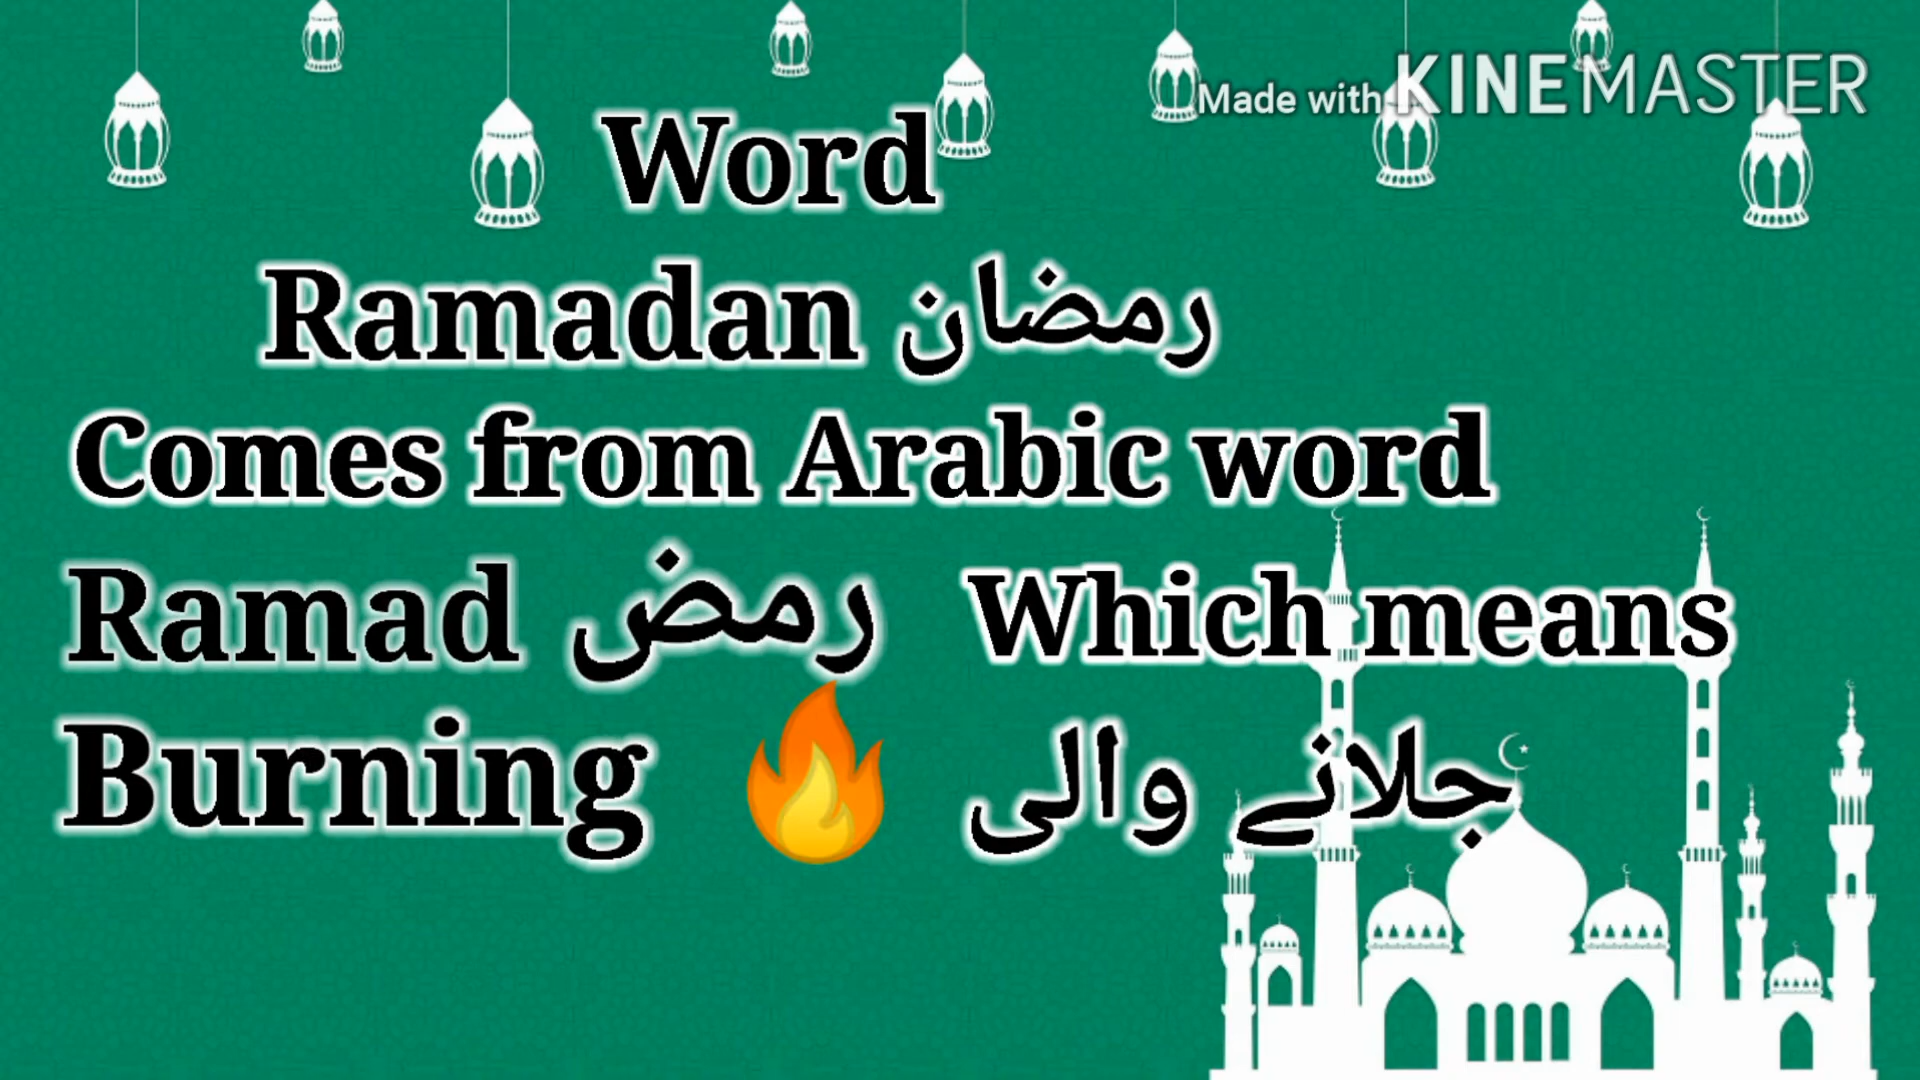 Made with KINEMASTER
Word
Ramadan رمضان
Comes from Arabic word
Ramad رمض Which means
Burning 🔥 جلانے والی